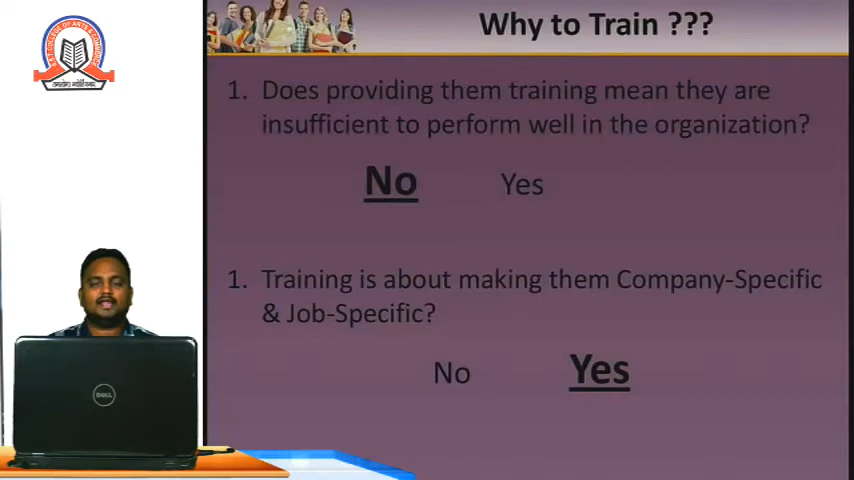 Why to Train ???
1. Does providing them training mean they are
insufficient to perform well in the organization?
No Yes
1. Training is about making them Company-Specific
& Job-Specific?
No Yes
DELL